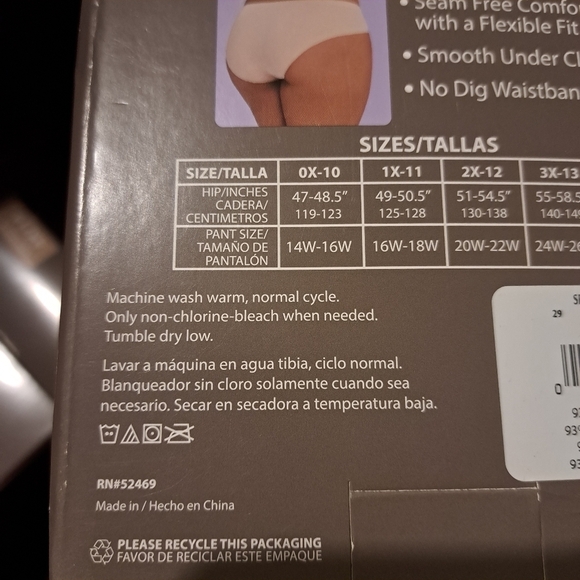 • Seam Free
with a Flexible Fit
• Smooth Under
• No Dig
SIZES/TALLAS
SIZE/TALLA 0X-10 1X-11 2X-12 3X-13
HIP/INCHES 47-48.5" 49-50.5" 51-54.5"
CADERA/
CENTIMETROS 119-123 125-128 130-138
PANT SIZE/
TAMAÑO DE 14W-16W 16W-18W 20W-22W
PANTALÓN
Machine wash warm, normal cycle.
Only non-chlorine-bleach when needed.
Tumble dry low.
Lavar a máquina en agua tibia, ciclo normal.
Blanqueador sin cloro solamente cuando sea
necesario. Secar en secadora a temperatura baja.
RN#52469
Made in / Hecho en China
PLEASE RECYCLE THIS PACKAGING
FAVOR DE RECICLAR ESTE EMPAQUE
29
0